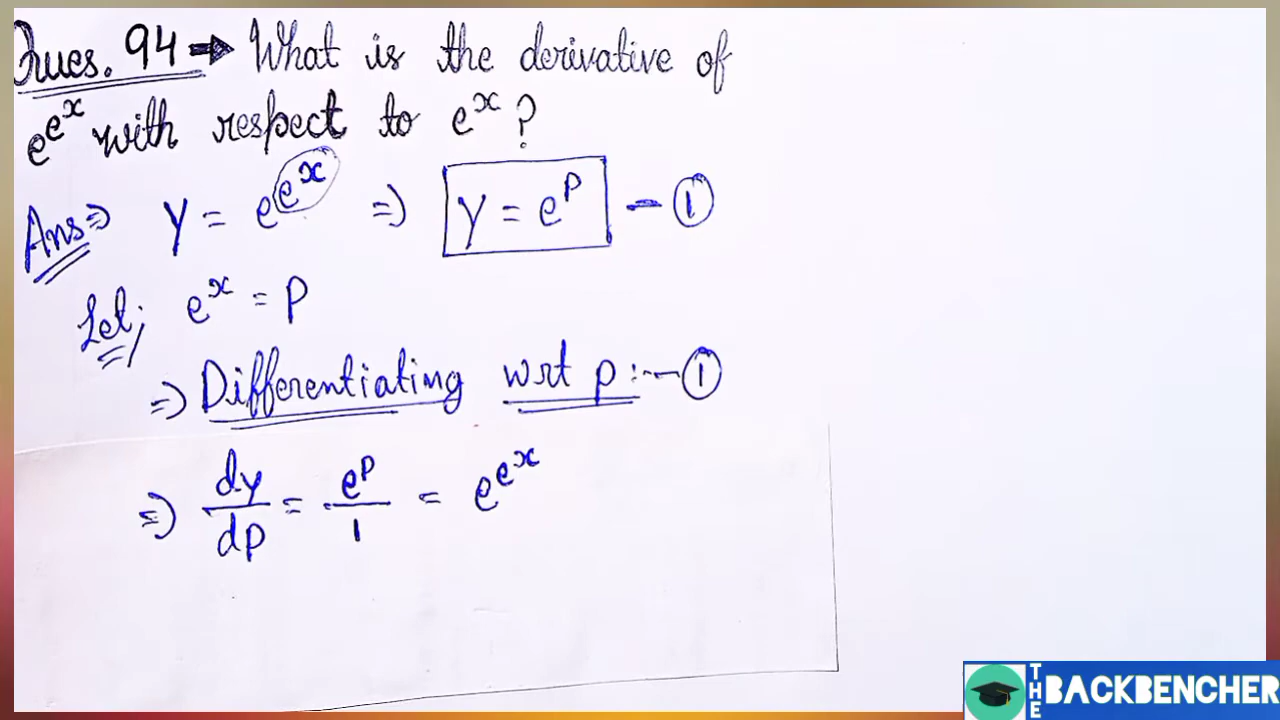 Ques. 94 → What is the derivative of
e^{e^x} with respect to e^x ?
Ans ⇒ y = e^{e^x} ⇒ y = e^p - ①
Let; e^x = p
⇒ Differentiating wrt p :- ①
⇒ dy/dp = e^p/1 = e^{e^x}
THE BACKBENCHER